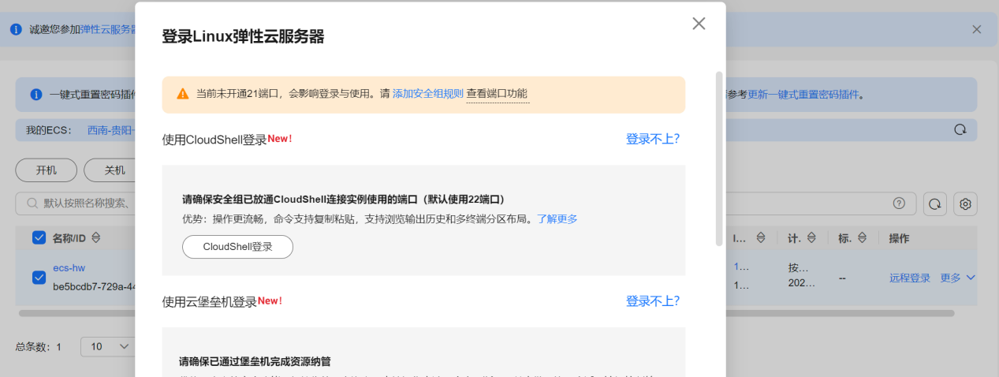 诚邀您参加弹性云服务
登录Linux弹性云服务器
当前未开通21端口，会影响登录与使用。请 添加安全组规则 查看端口功能
一键式重置密码插
参考更新一键式重置密码插件。
我的ECS： 西南-贵阳
使用CloudShell登录New!
登录不上?
开机
关机
请确保安全组已放通CloudShell连接实例使用的端口（默认使用22端口）
默认按照名称搜索、
优势：操作更流畅，命令支持复制粘贴，支持浏览输出历史和多终端分区布局。了解更多
名称/ID
CloudShell登录
I...
计.
标.
操作
ecs-hw
be5bcdb7-729a-4
1...
1...
按...
202...
--
远程登录 更多
使用云堡垒机登录New!
登录不上?
总条数：1
10
请确保已通过堡垒机完成资源纳管